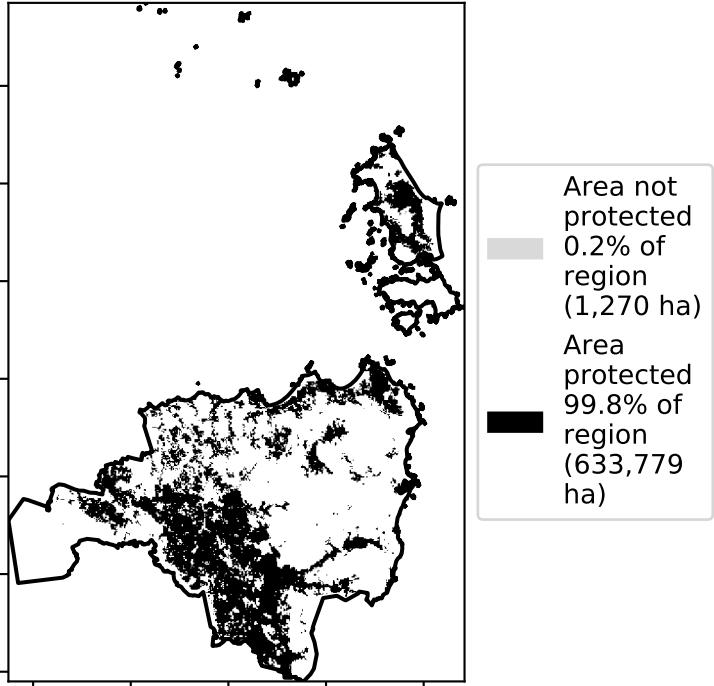 Area not
protected
0.2% of
region
(1,270 ha)
Area
protected
99.8% of
region
(633,779
ha)